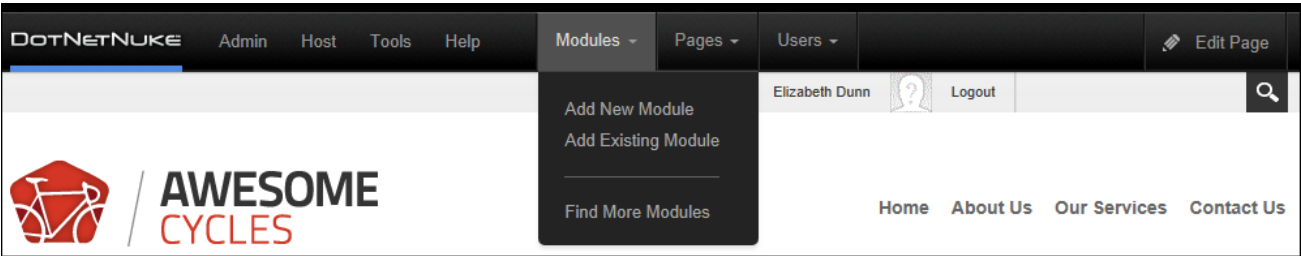 DotNetNuke Admin Host Tools Help Modules Pages Users Edit Page
Elizabeth Dunn Logout
Add New Module
Add Existing Module
Find More Modules
AWESOME
CYCLES
Home About Us Our Services Contact Us